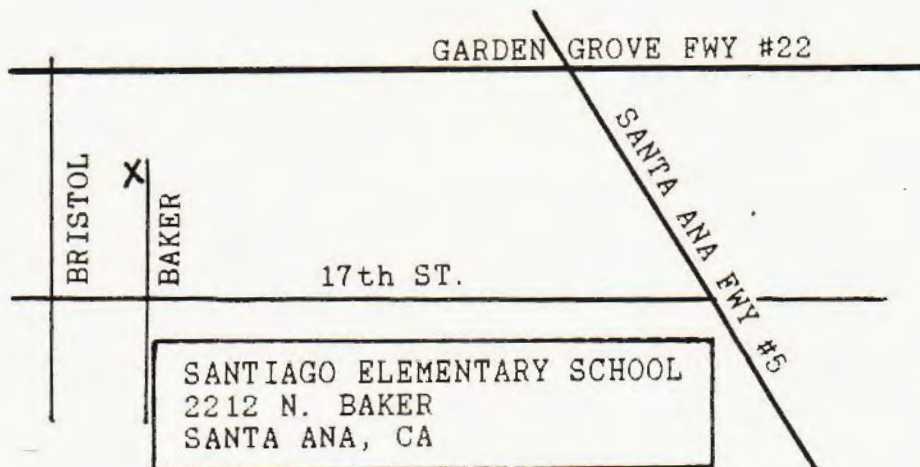 GARDEN GROVE FWY #22
SANTA ANA FWY #5
BRISTOL
X
BAKER
17th ST.
SANTIAGO ELEMENTARY SCHOOL
2212 N. BAKER
SANTA ANA, CA